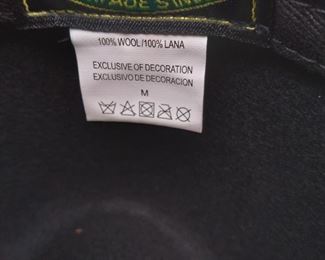 100% WOOL/100% LANA
EXCLUSIVE OF DECORATION
EXCLUSIVO DE DECORACION
M